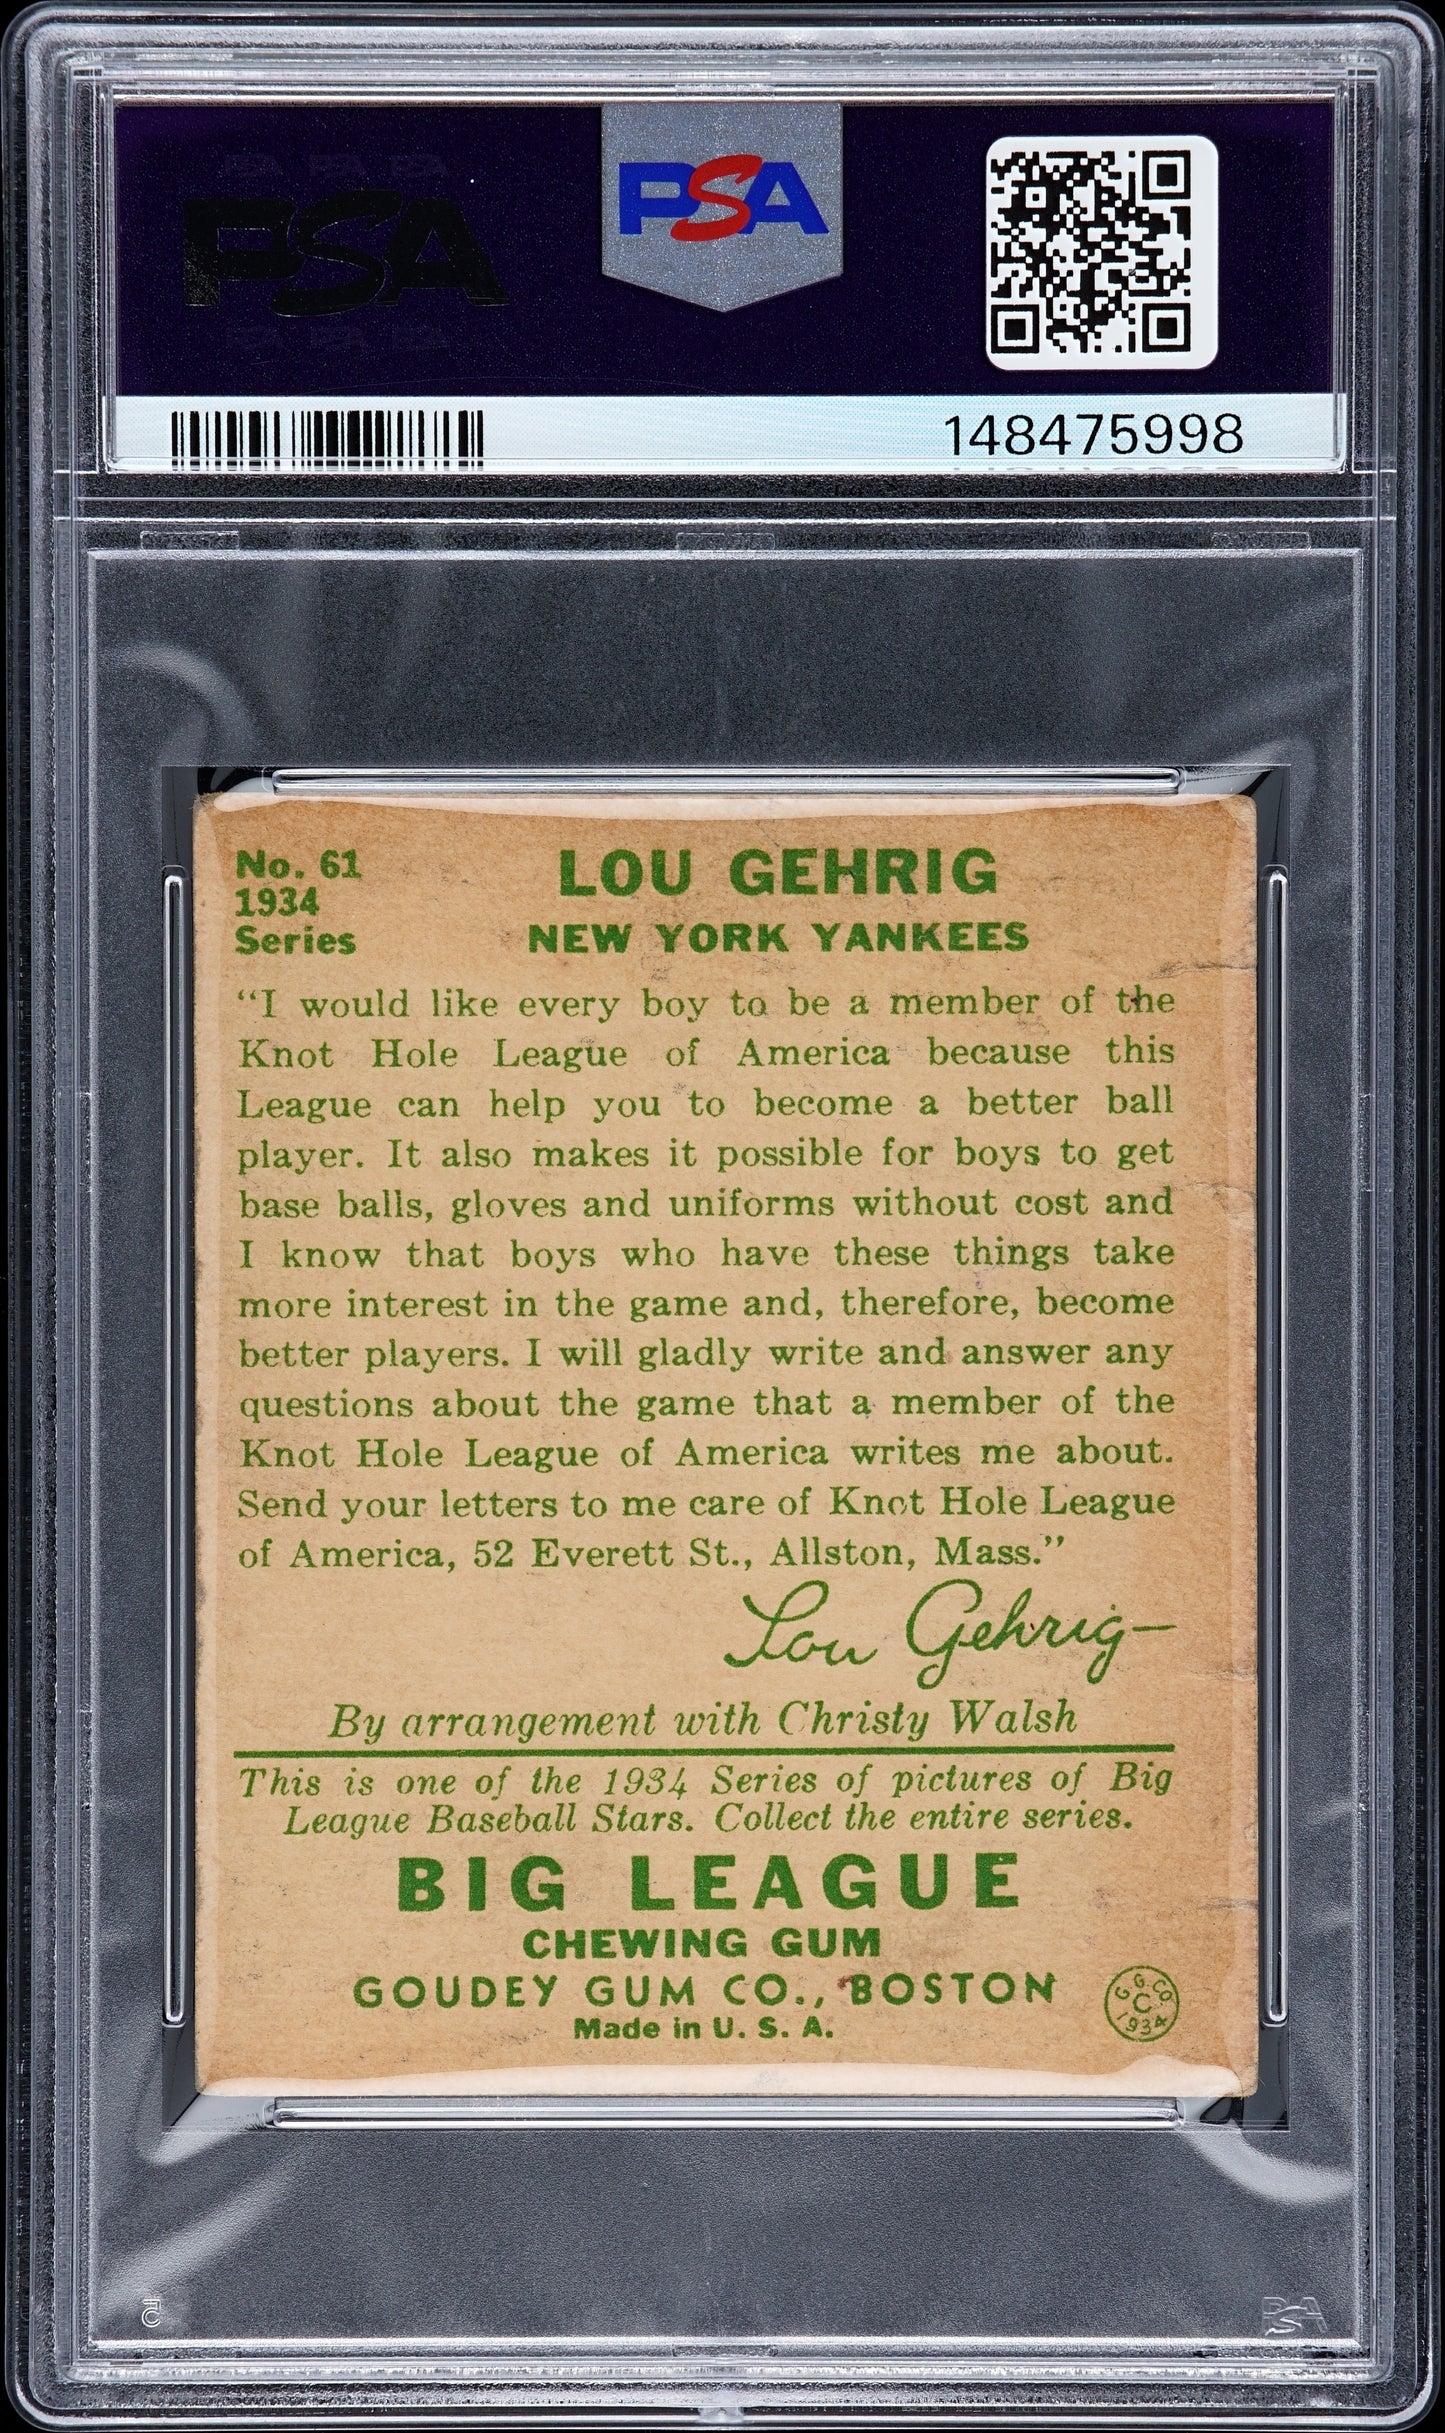 PSA
PSA
148475998
No. 61
1934
Series
LOU GEHRIG
NEW YORK YANKEES
“I would like every boy to be a member of the
Knot Hole League of America because this
League can help you to become a better ball
player. It also makes it possible for boys to get
base balls, gloves and uniforms without cost and
I know that boys who have these things take
more interest in the game and, therefore, become
better players. I will gladly write and answer any
questions about the game that a member of the
Knot Hole League of America writes me about.
Send your letters to me care of Knot Hole League
of America, 52 Everett St., Allston, Mass.”
Lou Gehrig
By arrangement with Christy Walsh
This is one of the 1934 Series of pictures of Big
League Baseball Stars. Collect the entire series.
BIG LEAGUE
CHEWING GUM
GOUDEY GUM CO., BOSTON
Made in U. S. A.
G. G. CO.
C
1934
PSA